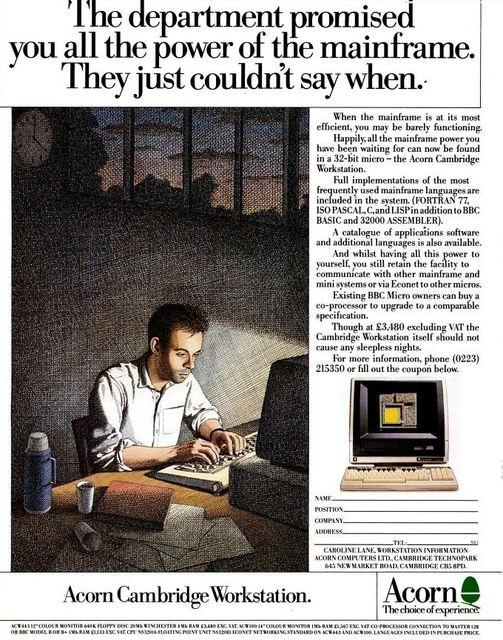 The department promised
you all the power of the mainframe.
They just couldn't say when.
When the mainframe is at its most
efficient, you may be barely functioning.
Happily, all the mainframe power you
have been waiting for can now be found
in a 32-bit micro – the Acorn Cambridge
Workstation.
Full implementations of the most
frequently used mainframe languages are
included in the system. (FORTRAN 77,
ISO PASCAL, C, and LISP in addition to BBC
BASIC and 32000 ASSEMBLER).
A catalogue of applications software
and additional languages is also available.
And whilst having all this power to
yourself, you still retain the facility to
communicate with other mainframe and
mini systems or via Econet to other micros.
Existing BBC Micro owners can buy a
co-processor to upgrade to a comparable
specification.
Though at £3,480 excluding VAT the
Cambridge Workstation itself should not
cause any sleepless nights.
For more information, phone (0223)
215350 or fill out the coupon below.
NAME
POSITION
COMPANY
ADDRESS
TEL
CAROLINE LANE, WORKSTATION INFORMATION
ACORN COMPUTERS LTD., CAMBRIDGE TECHNOPARK
645 NEWMARKET ROAD, CAMBRIDGE CB5 8PD.
Acorn Cambridge Workstation.
Acorn
The choice of experience.
ACW443 12" COLOUR MONITOR 640K FLOPPY DISC 20Mb WINCHESTER 4Mb RAM £3,480 EXC. VAT. ACW100 14" COLOUR MONITOR 1Mb RAM £1,567 EXC. VAT CO-PROCESSOR CONNECTION TO MASTER 128
OR BBC MODEL B OR B+ 1Mb RAM £1,133 EXC. VAT. CPU NS32016 FLOATING POINT UNIT NS32081 ECONET NETWORKING STANDARD ON ACW443 AND ACW100. LANGUAGES INCLUDED IN PURCHASE PRICE.